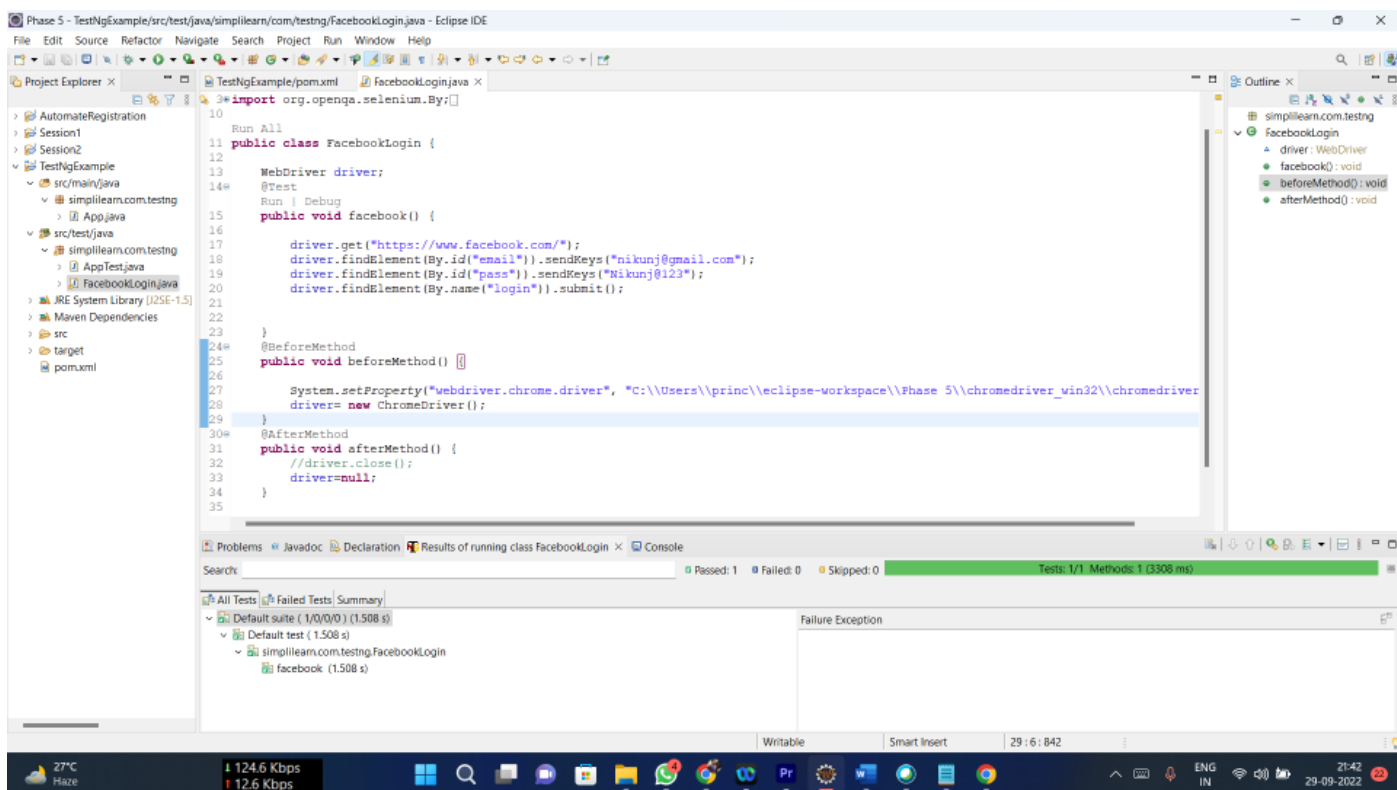 Phase 5 - TestNgExample/src/test/java/simplilearn/com/testng/FacebookLogin.java - Eclipse IDE
File Edit Source Refactor Navigate Search Project Run Window Help
Project Explorer
AutomateRegistration
Session1
Session2
TestNgExample
src/main/java
simplilearn.com.testng
App.java
src/test/java
simplilearn.com.testng
AppTest.java
FacebookLogin.java
JRE System Library [J2SE-1.5]
Maven Dependencies
src
target
pom.xml
TestNgExample/pom.xml FacebookLogin.java
3 import org.openqa.selenium.By;
10
Run All
11 public class FacebookLogin {
12
13 WebDriver driver;
14 @Test
Run | Debug
15 public void facebook() {
16
17 driver.get("https://www.facebook.com/");
18 driver.findElement(By.id("email")).sendKeys("nikunj@gmail.com");
19 driver.findElement(By.id("pass")).sendKeys("Nikunj@123");
20 driver.findElement(By.name("login")).submit();
21
22
23 }
24 @BeforeMethod
25 public void beforeMethod() {
26
27 System.setProperty("webdriver.chrome.driver", "C:\\Users\\princ\\eclipse-workspace\\Phase 5\\chromedriver_win32\\chromedriver
28 driver= new ChromeDriver();
29 }
30 @AfterMethod
31 public void afterMethod() {
32 //driver.close();
33 driver=null;
34 }
35
Outline
simplilearn.com.testng
FacebookLogin
driver : WebDriver
facebook() : void
beforeMethod() : void
afterMethod() : void
Problems Javadoc Declaration Results of running class FacebookLogin Console
Search: Passed: 1 Failed: 0 Skipped: 0 Tests: 1/1 Methods: 1 (3308 ms)
All Tests Failed Tests Summary
Default suite ( 1/0/0/0 ) (1.508 s)
Default test ( 1.508 s)
simplilearn.com.testng.FacebookLogin
facebook (1.508 s)
Failure Exception
Writable Smart Insert 29 : 6 : 842
27°C
Haze
124.6 Kbps
12.6 Kbps
Pr
ENG
IN
21:42
29-09-2022
22